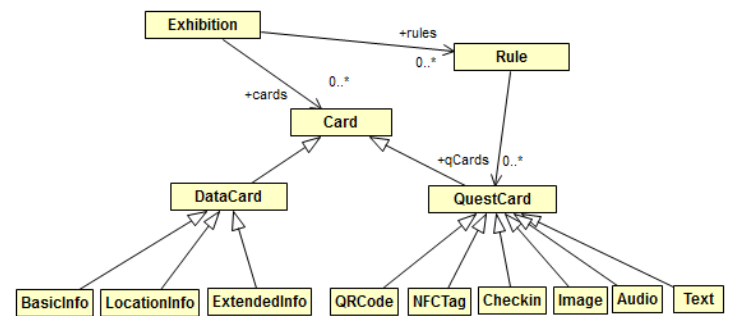 Exhibition
+rules
0..*
Rule
+cards
0..*
Card
+qCards
0..*
DataCard
QuestCard
BasicInfo
LocationInfo
ExtendedInfo
QRCode
NFCTag
Checkin
Image
Audio
Text